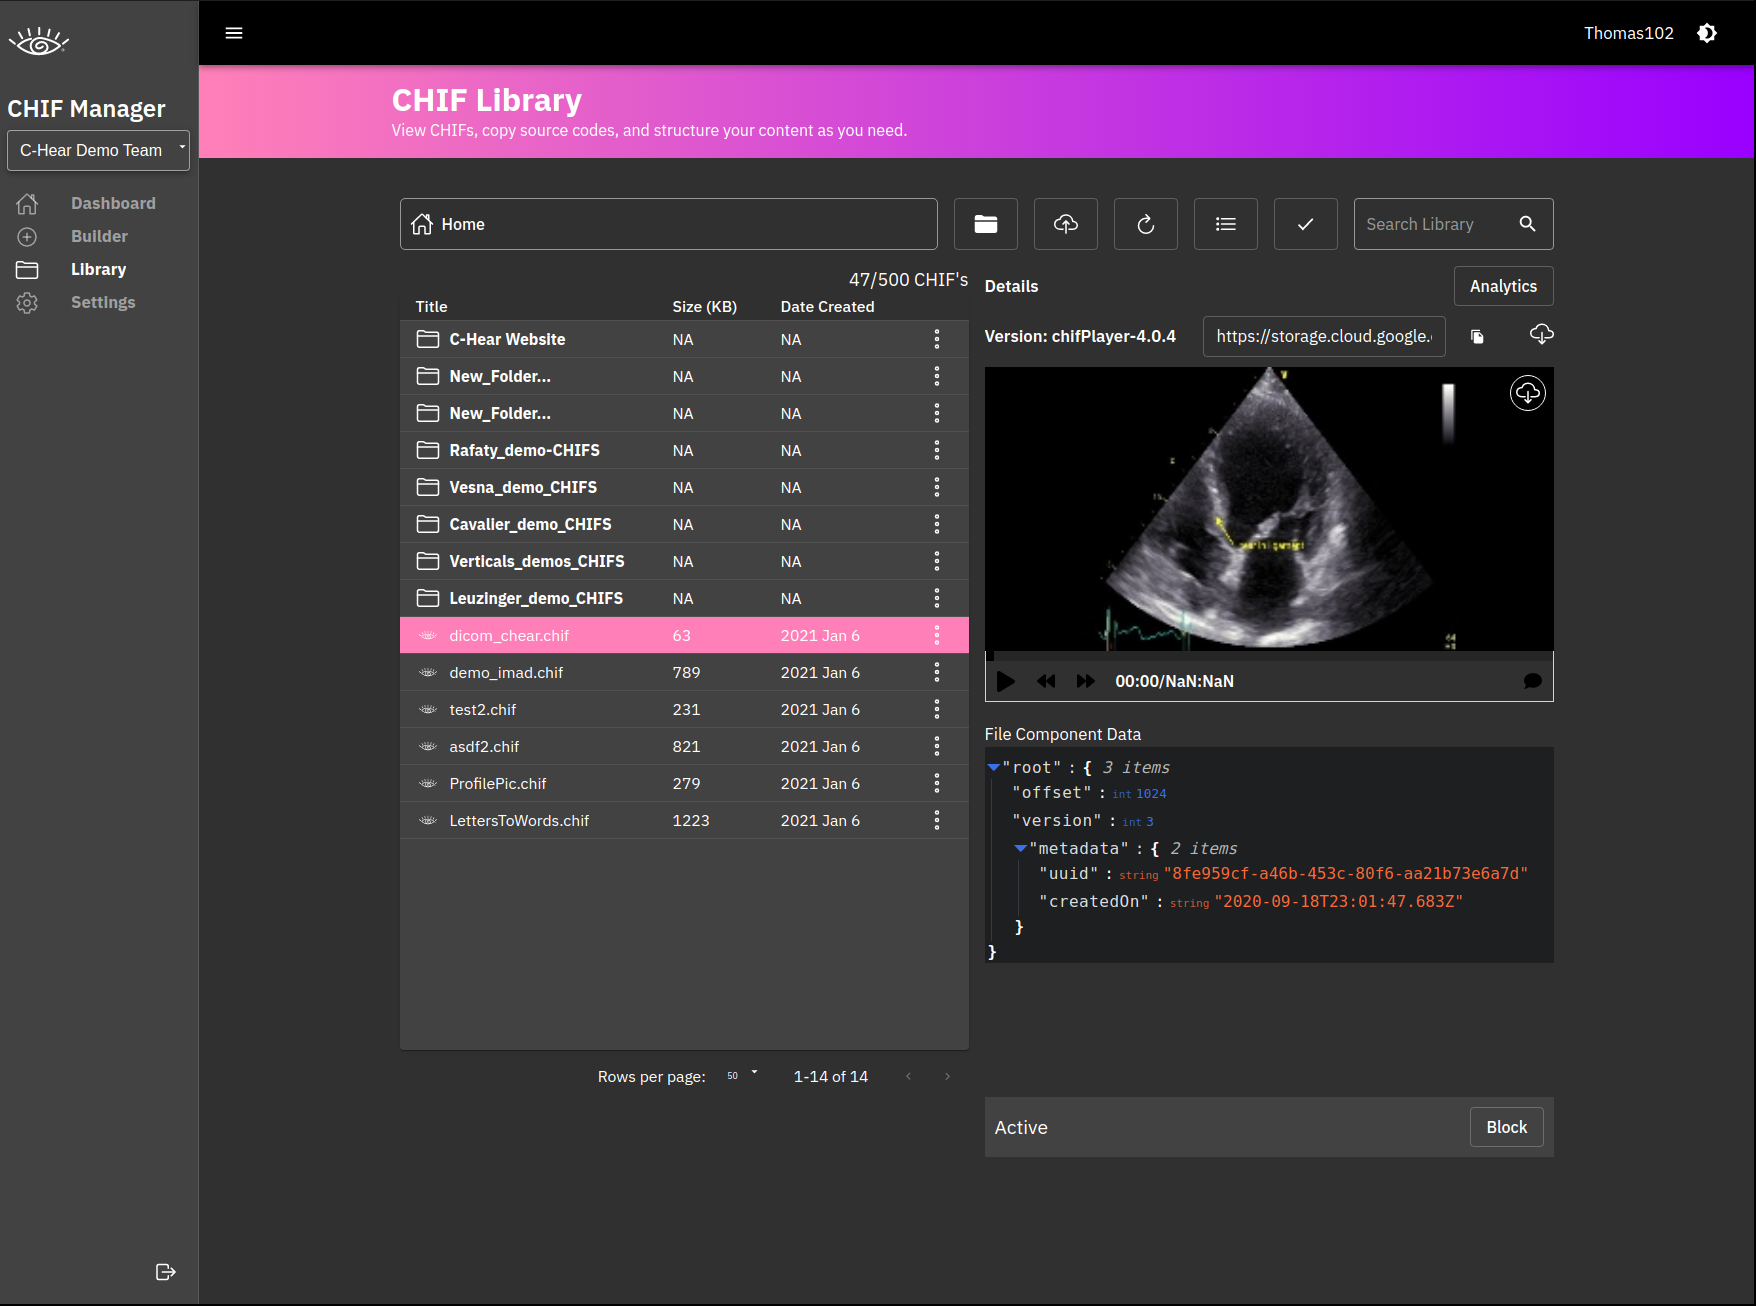 Thomas102
CHIF Manager
C-Hear Demo Team
Dashboard
Builder
Library
Settings
CHIF Library
View CHIFs, copy source codes, and structure your content as you need.
Home
Search Library
47/500 CHIF's
Title Size (KB) Date Created
C-Hear Website NA NA
New_Folder... NA NA
New_Folder... NA NA
Rafaty_demo-CHIFS NA NA
Vesna_demo_CHIFS NA NA
Cavalier_demo_CHIFS NA NA
Verticals_demos_CHIFS NA NA
Leuzinger_demo_CHIFS NA NA
dicom_chear.chif 63 2021 Jan 6
demo_imad.chif 789 2021 Jan 6
test2.chif 231 2021 Jan 6
asdf2.chif 821 2021 Jan 6
ProfilePic.chif 279 2021 Jan 6
LettersToWords.chif 1223 2021 Jan 6
Rows per page: 50 1-14 of 14
Details
Analytics
Version: chifPlayer-4.0.4
https://storage.cloud.google.
00:00/NaN:NaN
File Component Data
"root" : { 3 items
"offset" : int 1024
"version" : int 3
"metadata" : { 2 items
"uuid" : string "8fe959cf-a46b-453c-80f6-aa21b73e6a7d"
"createdOn" : string "2020-09-18T23:01:47.683Z"
}
}
Active
Block